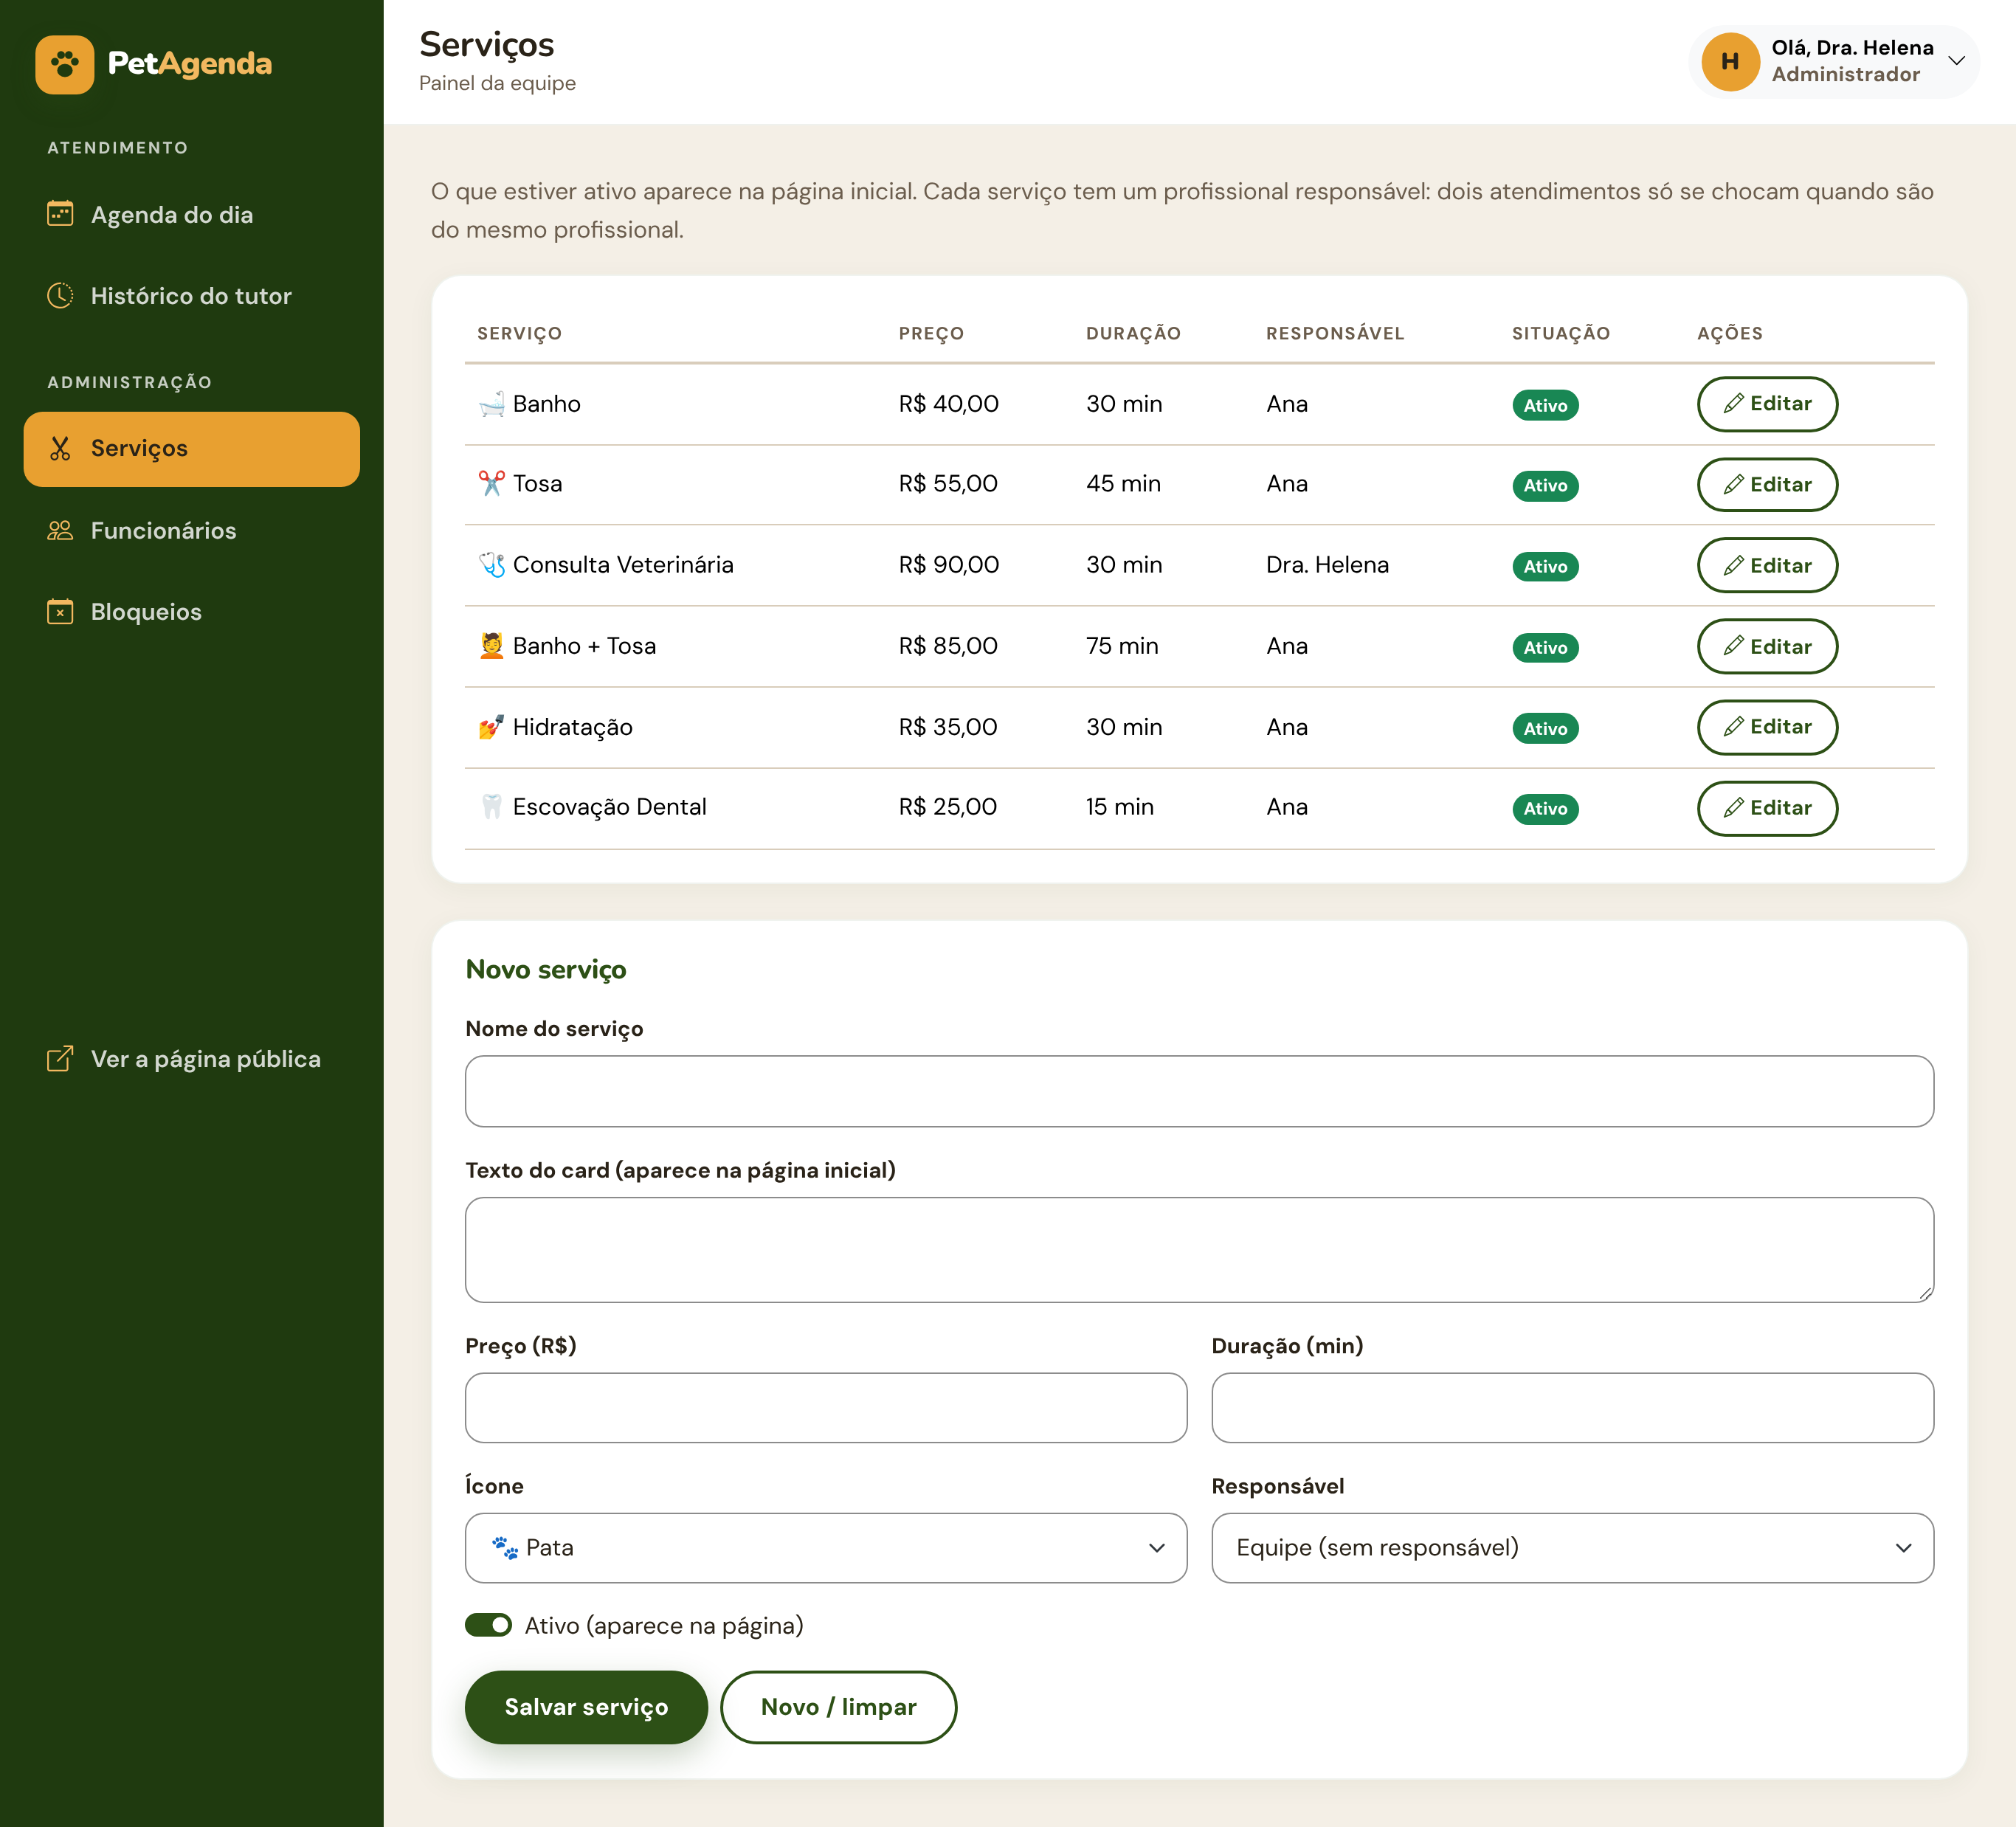 PetAgenda
ATENDIMENTO
Agenda do dia
Histórico do tutor
ADMINISTRAÇÃO
Serviços
Funcionários
Bloqueios
Ver a página pública
Serviços
Painel da equipe
H
Olá, Dra. Helena
Administrador
O que estiver ativo aparece na página inicial. Cada serviço tem um profissional responsável: dois atendimentos só se chocam quando são
do mesmo profissional.
SERVIÇO PREÇO DURAÇÃO RESPONSÁVEL SITUAÇÃO AÇÕES
Banho R$ 40,00 30 min Ana Ativo Editar
Tosa R$ 55,00 45 min Ana Ativo Editar
Consulta Veterinária R$ 90,00 30 min Dra. Helena Ativo Editar
Banho + Tosa R$ 85,00 75 min Ana Ativo Editar
Hidratação R$ 35,00 30 min Ana Ativo Editar
Escovação Dental R$ 25,00 15 min Ana Ativo Editar
Novo serviço
Nome do serviço
Texto do card (aparece na página inicial)
Preço (R$) Duração (min)
Ícone Responsável
Pata Equipe (sem responsável)
Ativo (aparece na página)
Salvar serviço Novo / limpar